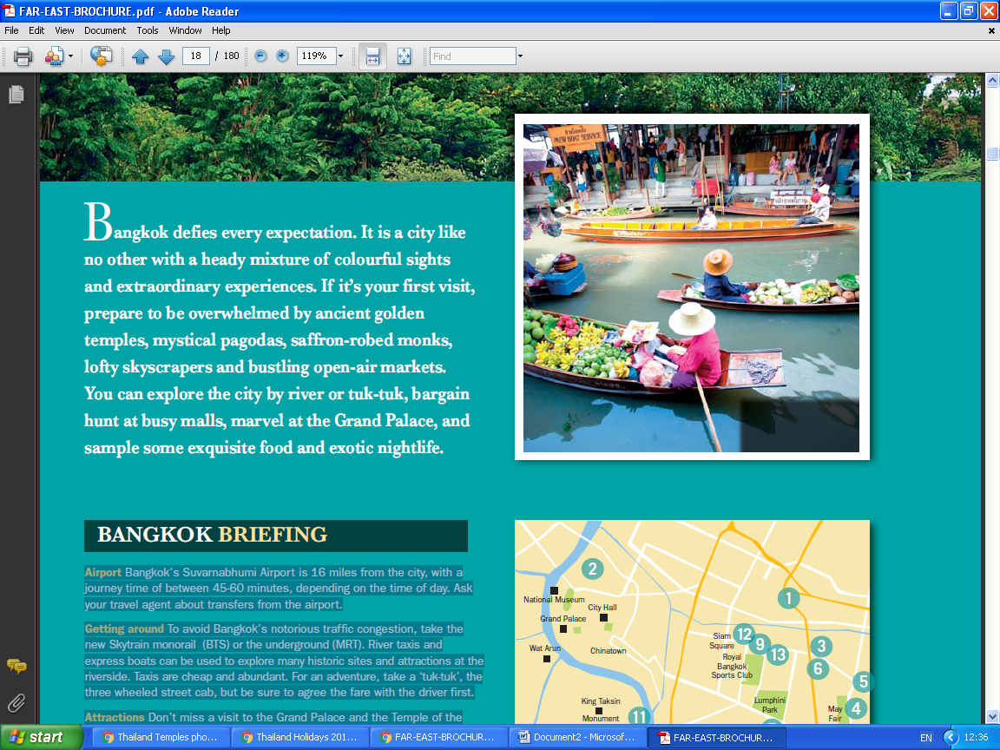 FAR-EAST-BROCHURE.pdf - Adobe Reader
File Edit View Document Tools Window Help
18 / 180 119% Find
PAEW BOAT SERVICE
Bangkok defies every expectation. It is a city like
no other with a heady mixture of colourful sights
and extraordinary experiences. If it's your first visit,
prepare to be overwhelmed by ancient golden
temples, mystical pagodas, saffron-robed monks,
lofty skyscrapers and bustling open-air markets.
You can explore the city by river or tuk-tuk, bargain
hunt at busy malls, marvel at the Grand Palace, and
sample some exquisite food and exotic nightlife.
BANGKOK BRIEFING
Airport Bangkok's Suvarnabhumi Airport is 16 miles from the city, with a
journey time of between 45-60 minutes, depending on the time of day. Ask
your travel agent about transfers from the airport.
Getting around To avoid Bangkok's notorious traffic congestion, take the
new Skytrain monorail (BTS) or the underground (MRT). River taxis and
express boats can be used to explore many historic sites and attractions at the
riverside. Taxis are cheap and abundant. For an adventure, take a 'tuk-tuk', the
three wheeled street cab, but be sure to agree the fare with the driver first.
Attractions Don't miss a visit to the Grand Palace and the Temple of the
2
National Museum
1
City Hall
Grand Palace
Wat Arun
Chinatown
Siam
Square
12
9
13
3
Royal
Bangkok
Sports Club
6
5
King Taksin
Monument
11
Lumphini
Park
May
Fair
4
start Thailand Temples pho... Thailand Holidays 201... FAR-EAST-BROCHUR... Document2 - Microsof... FAR-EAST-BROCHUR... EN 12:36